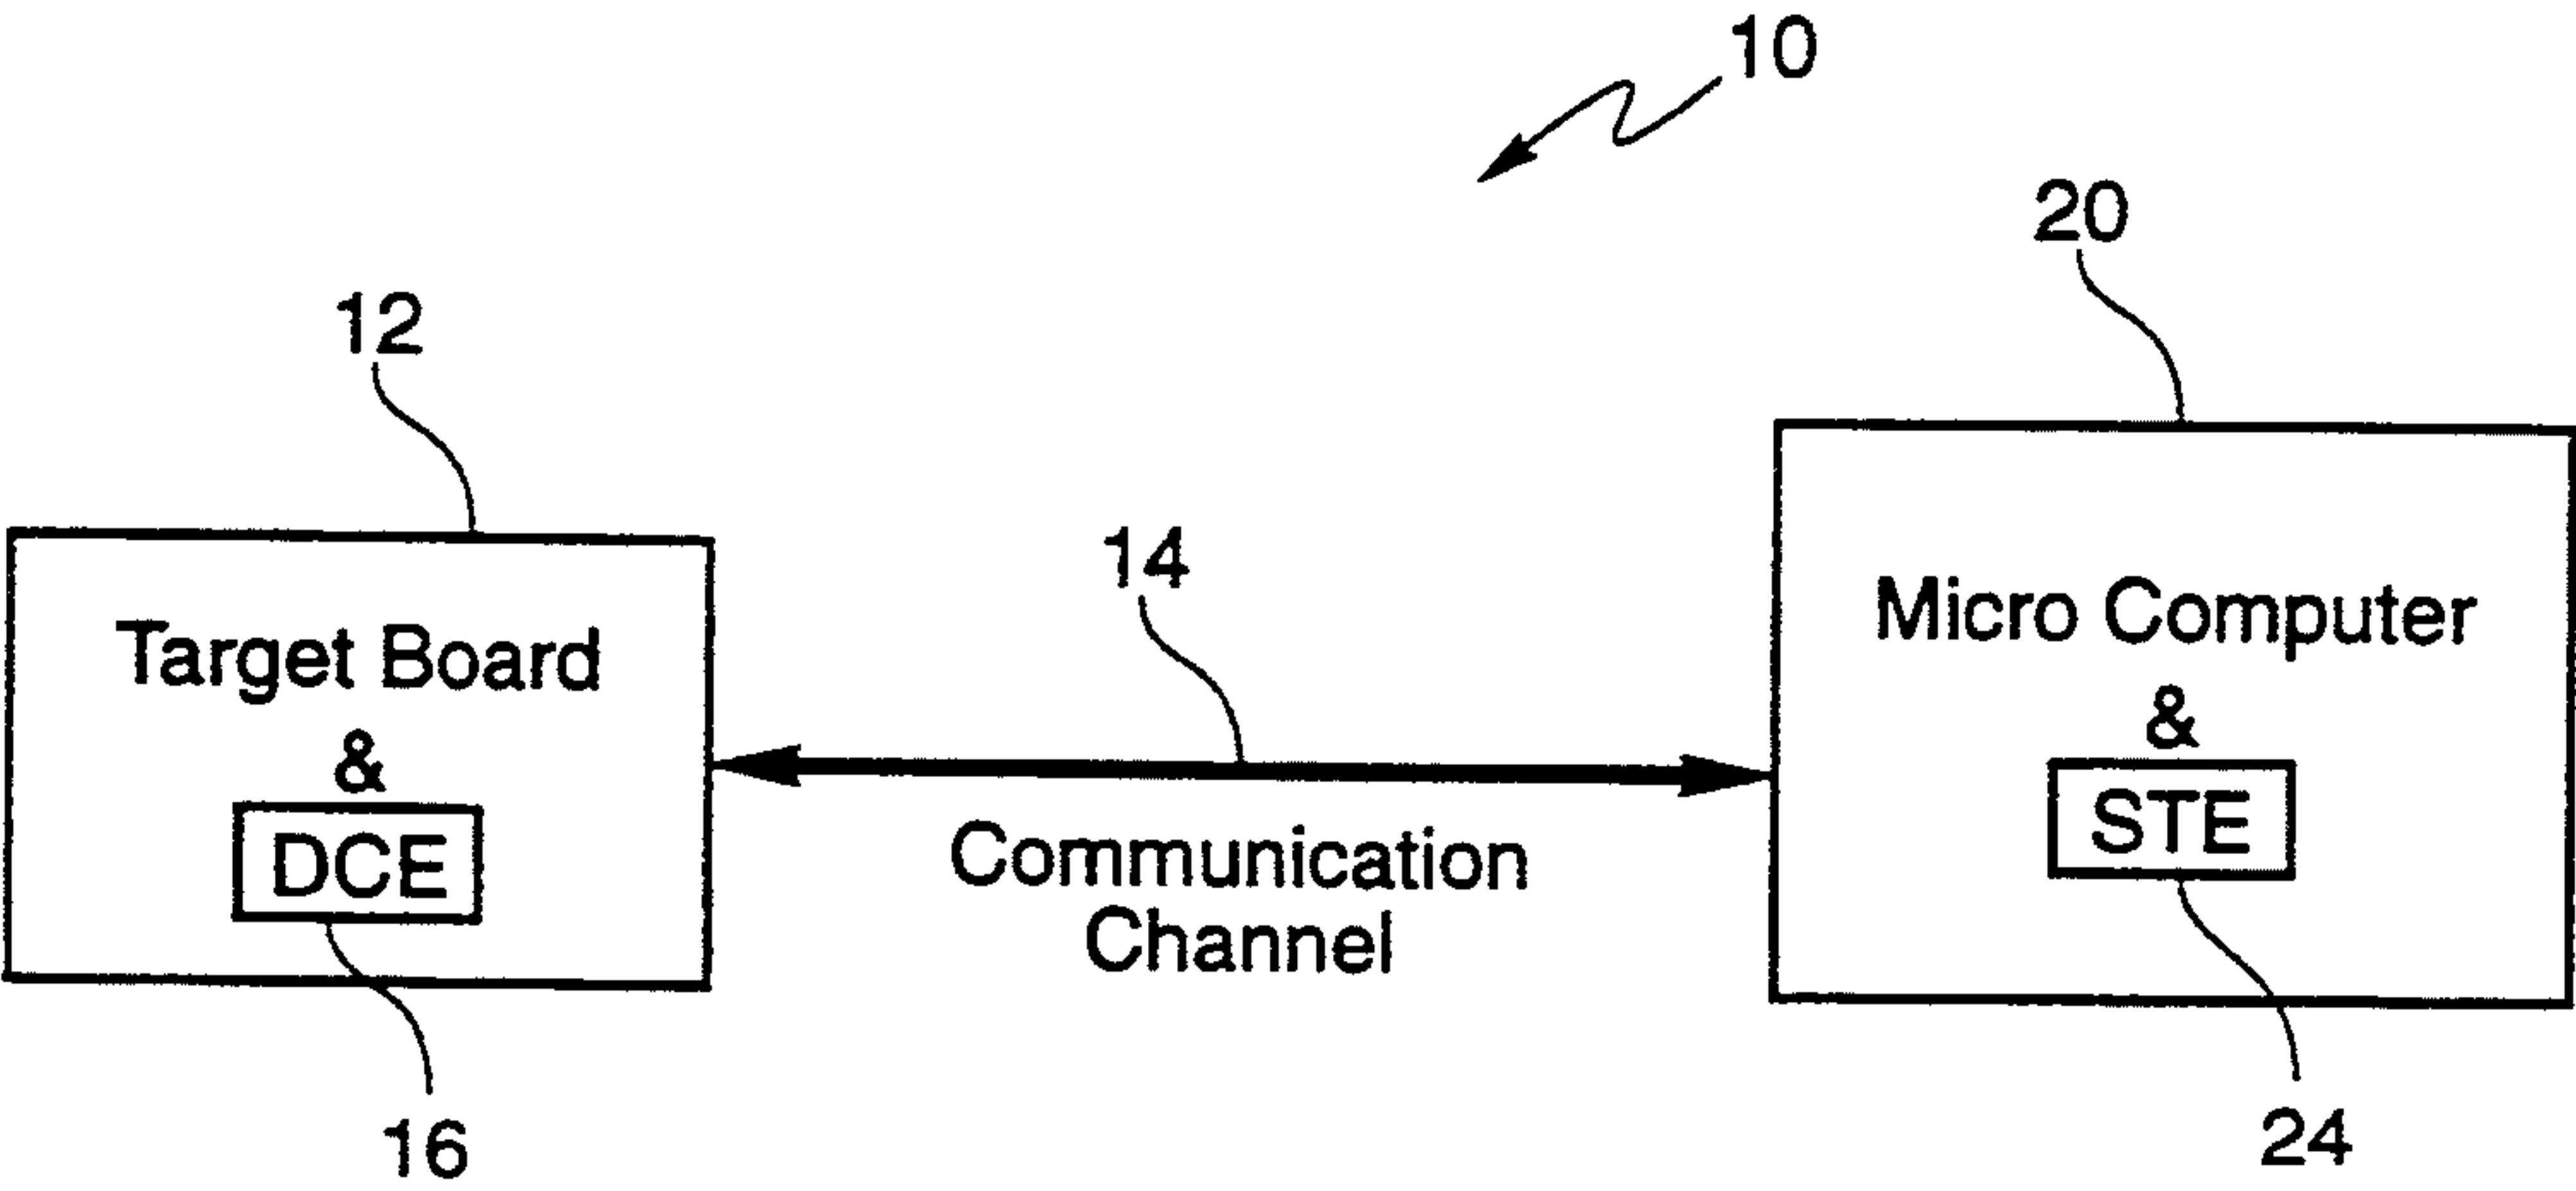 10
20
12
14
Target Board
&
DCE
Communication
Channel
Micro Computer
&
STE
16
24